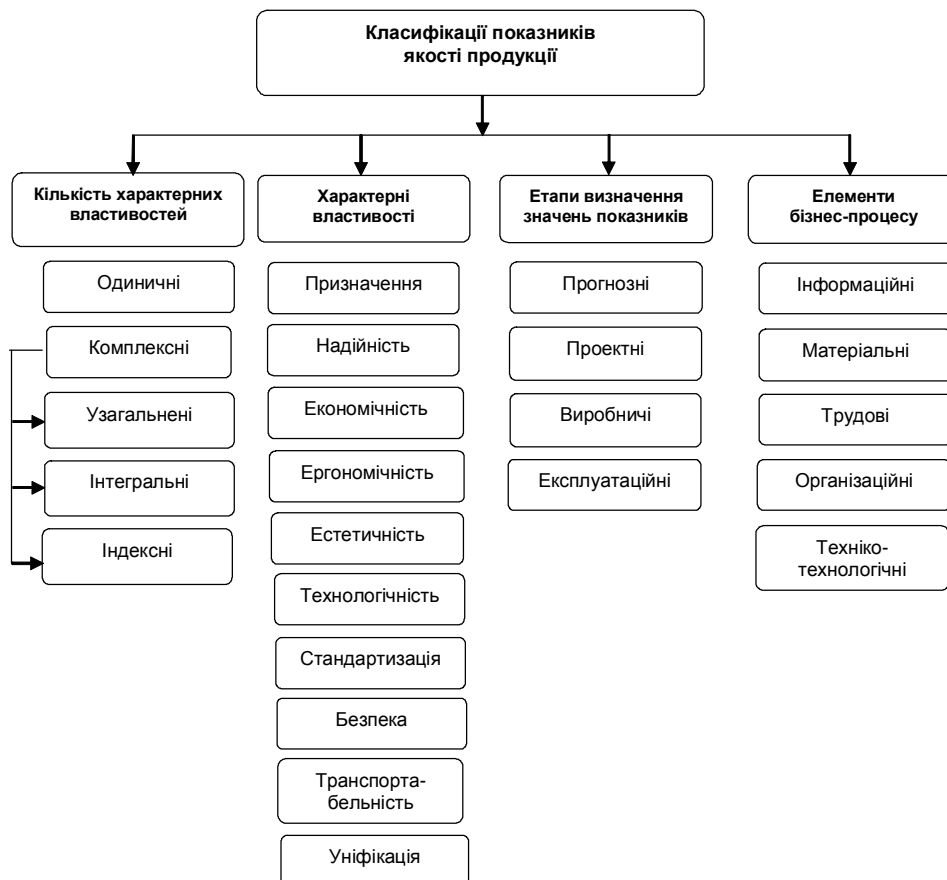 Класифікації показників
якості продукції
Кількість характерних
властивостей
Характерні
властивості
Етапи визначення
значень показників
Елементи
бізнес-процесу
Одиничні
Комплексні
Узагальнені
Інтегральні
Індексні
Призначення
Надійність
Економічність
Ергономічність
Естетичність
Технологічність
Стандартизація
Безпека
Транспорта-
бельність
Уніфікація
Прогнозні
Проектні
Виробничі
Експлуатаційні
Інформаційні
Матеріальні
Трудові
Організаційні
Техніко-
технологічні